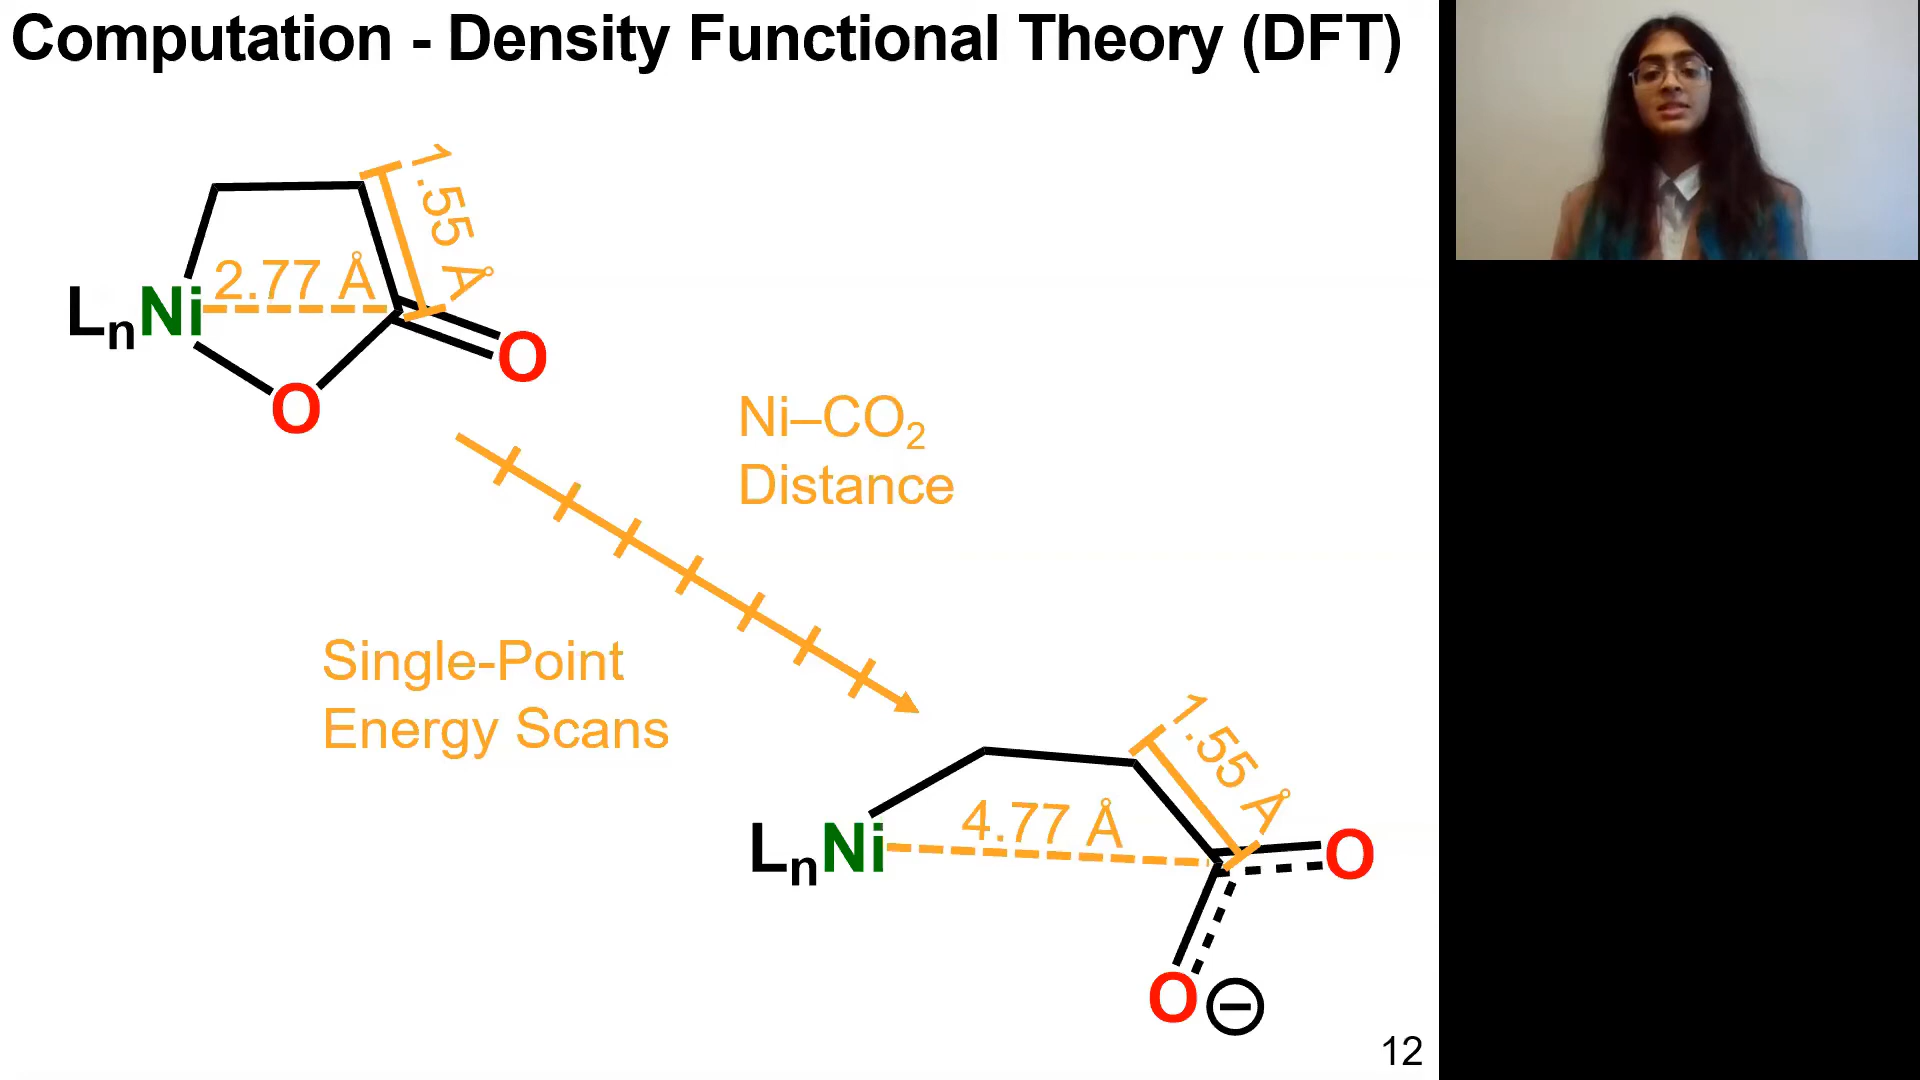 Computation - Density Functional Theory (DFT)
1.55 Å
2.77 Å
LₙNi
O
O
Ni–CO₂
Distance
Single-Point
Energy Scans
1.55 Å
4.77 Å
LₙNi
O
O⊖
12